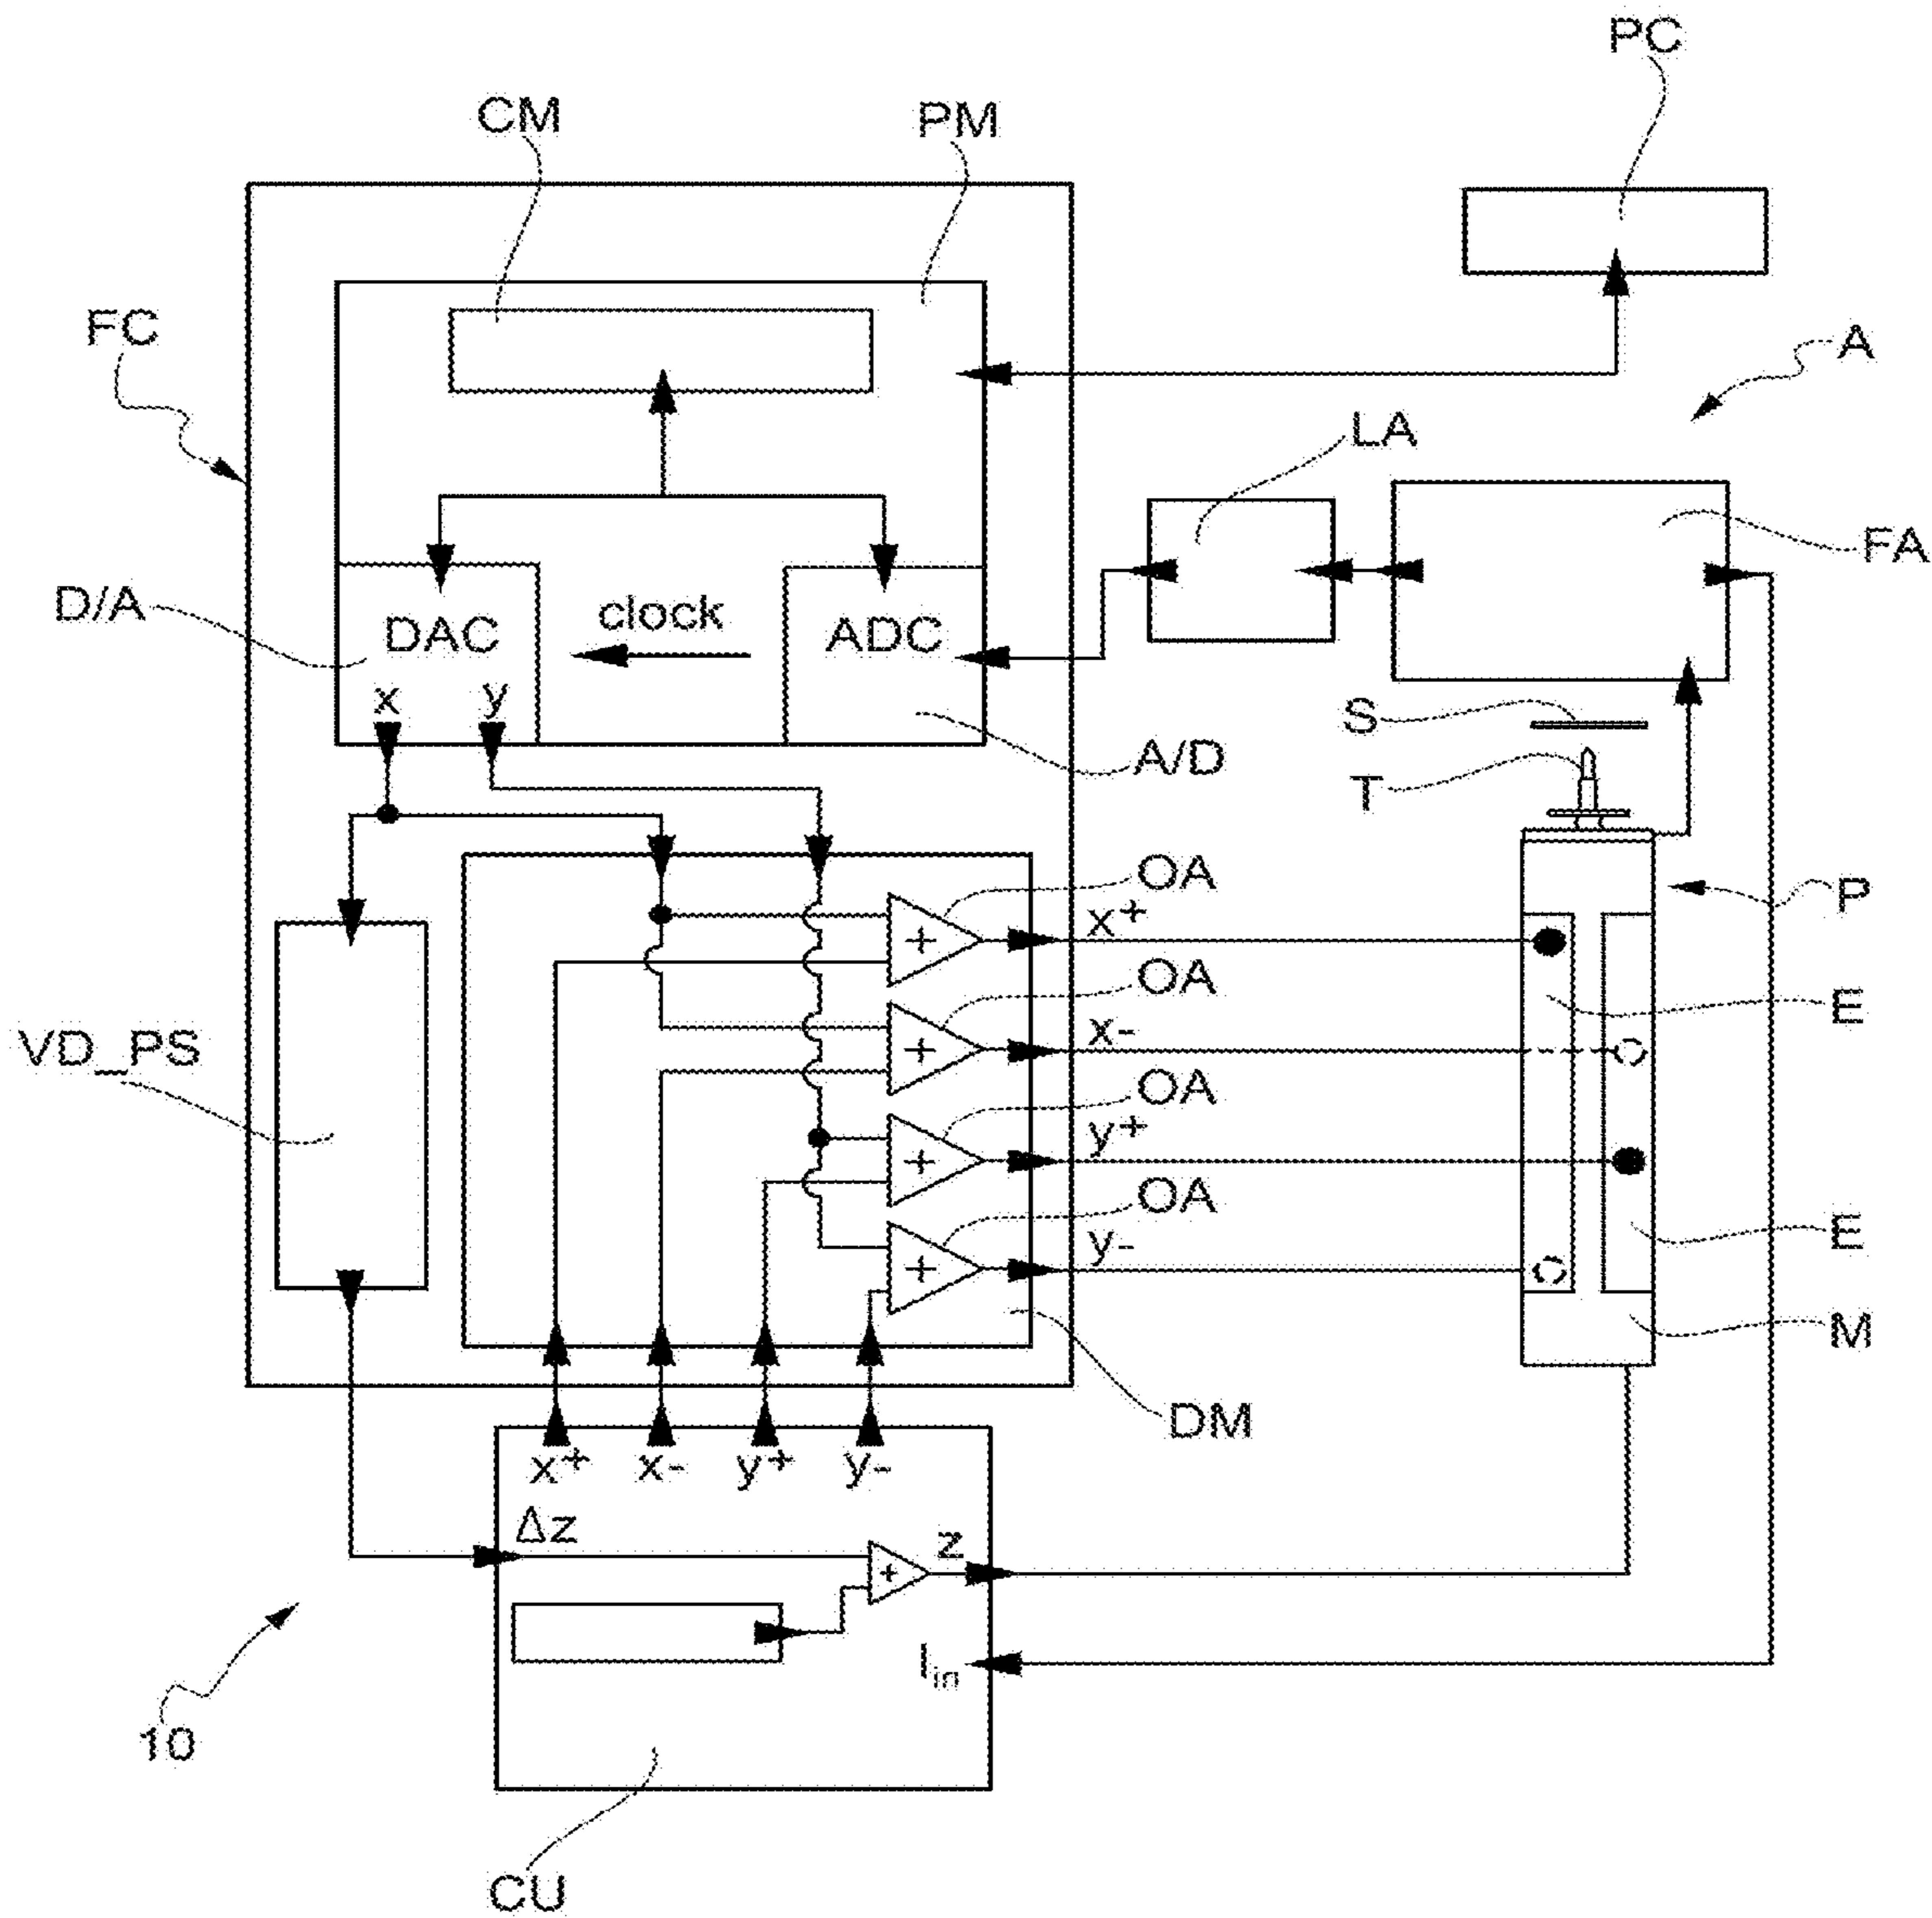 PC
CM PM
FC
A
LA
FA
D/A
DAC
clock
ADC
x y
S
A/D
T
OA
P
x+
OA
E
x-
VD_PS
OA
y+
OA
E
y-
M
DM
x+ x- y+ y-
Δz
z
+
+
+
+
+
Iin
10
CU